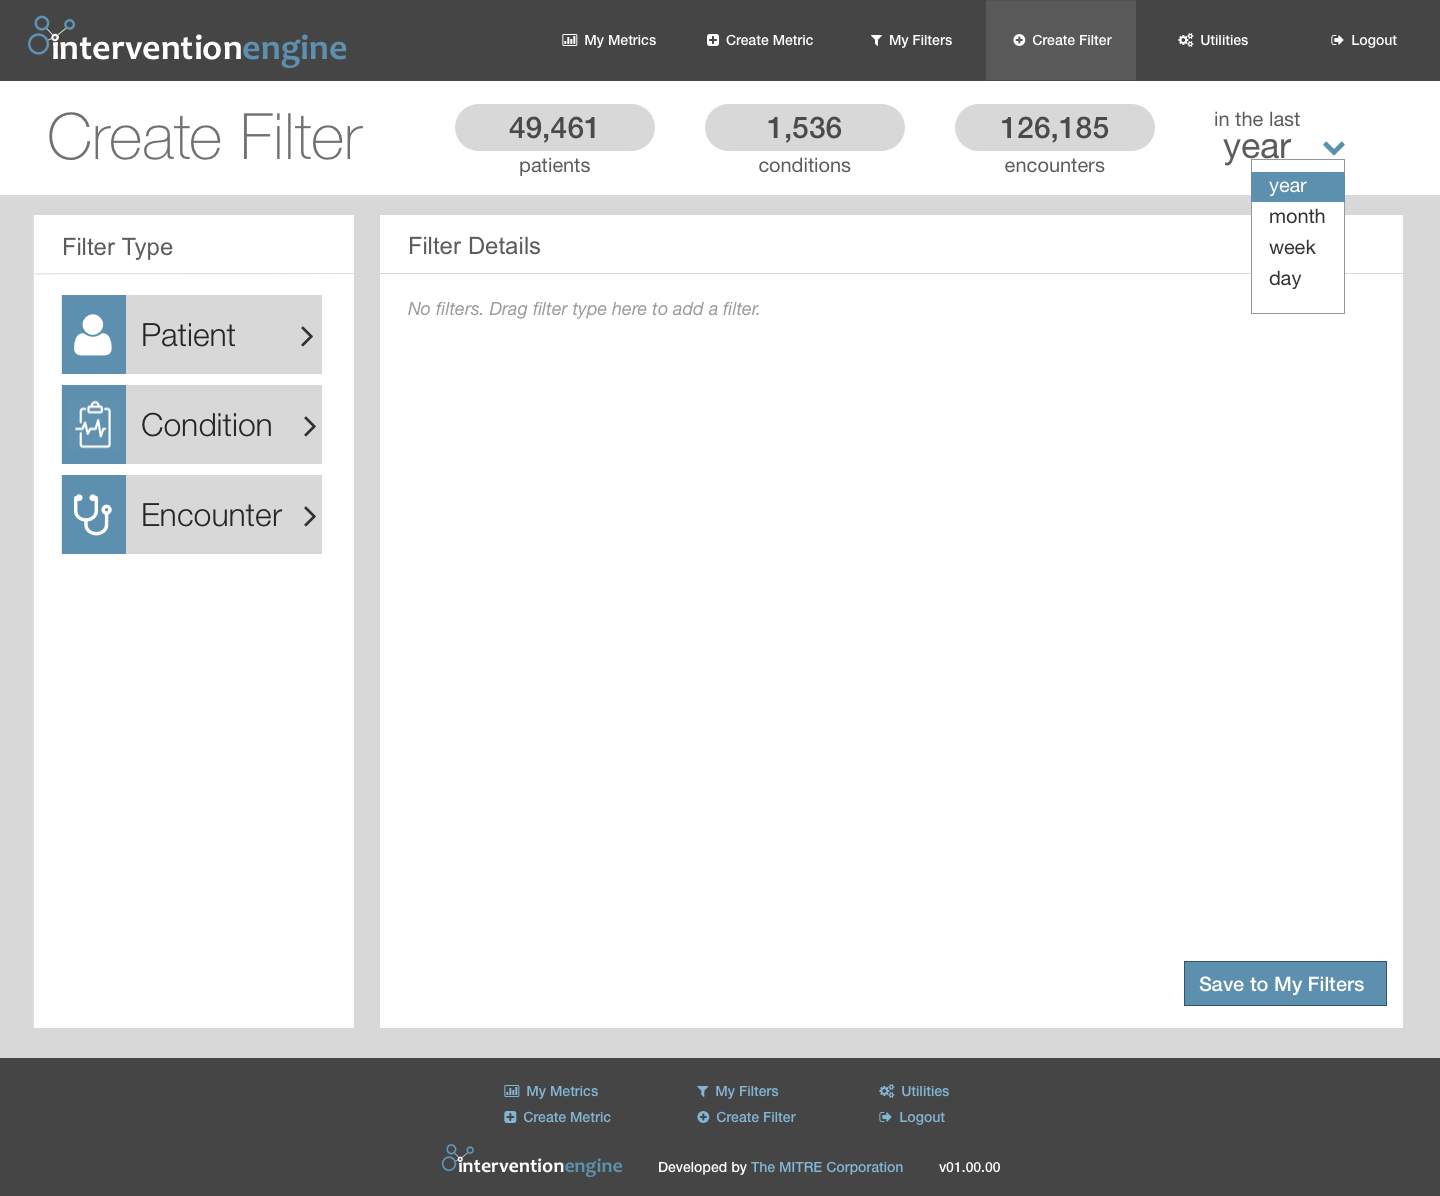 interventionengine
My Metrics
Create Metric
My Filters
Create Filter
Utilities
Logout
Create Filter
49,461
patients
1,536
conditions
126,185
encounters
in the last
year
year
month
week
day
Filter Type
Patient
Condition
Encounter
Filter Details
No filters. Drag filter type here to add a filter.
Save to My Filters
My Metrics
My Filters
Utilities
Create Metric
Create Filter
Logout
interventionengine
Developed by The MITRE Corporation
v01.00.00